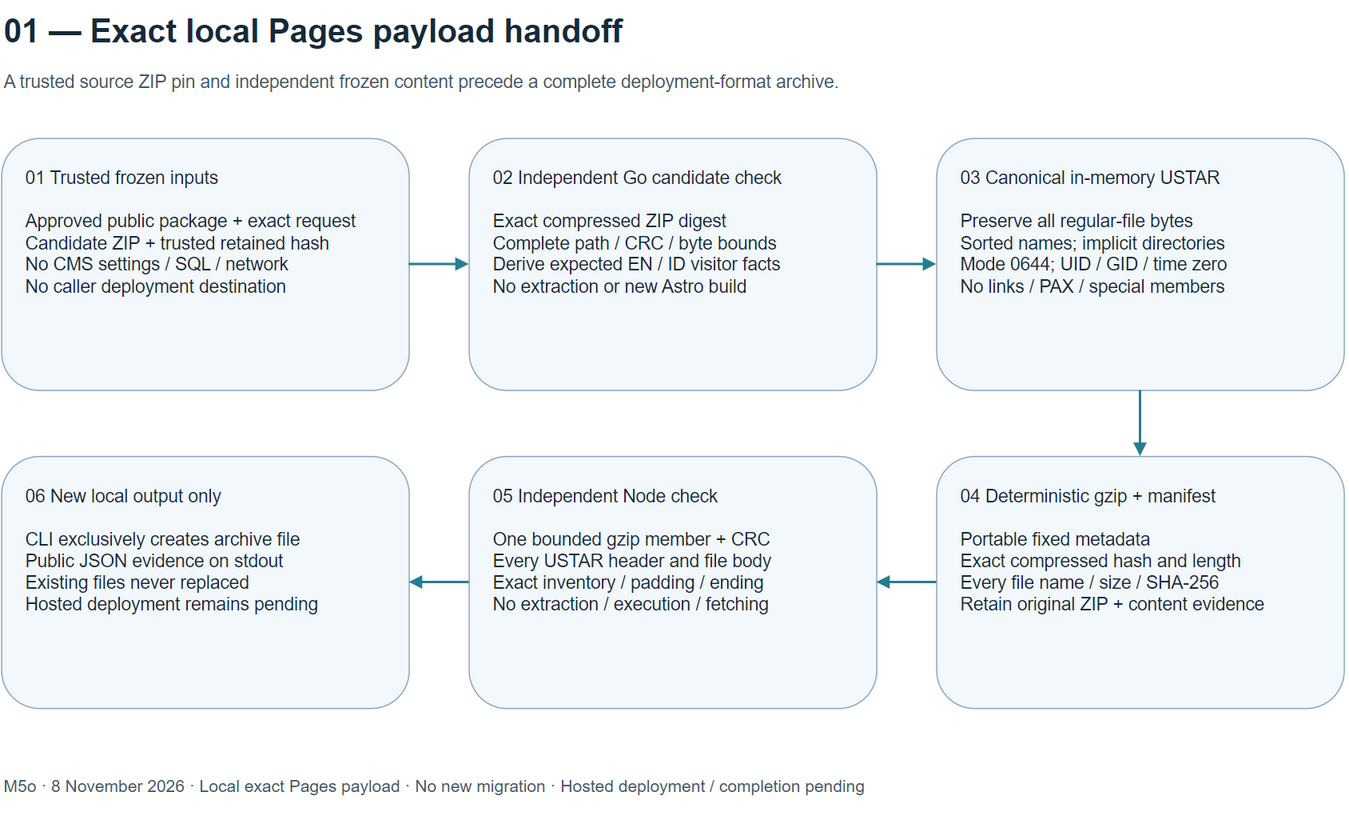 01 — Exact local Pages payload handoff
A trusted source ZIP pin and independent frozen content precede a complete deployment-format archive.
01 Trusted frozen inputs
Approved public package + exact request
Candidate ZIP + trusted retained hash
No CMS settings / SQL / network
No caller deployment destination
02 Independent Go candidate check
Exact compressed ZIP digest
Complete path / CRC / byte bounds
Derive expected EN / ID visitor facts
No extraction or new Astro build
03 Canonical in-memory USTAR
Preserve all regular-file bytes
Sorted names; implicit directories
Mode 0644; UID / GID / time zero
No links / PAX / special members
04 Deterministic gzip + manifest
Portable fixed metadata
Exact compressed hash and length
Every file name / size / SHA-256
Retain original ZIP + content evidence
05 Independent Node check
One bounded gzip member + CRC
Every USTAR header and file body
Exact inventory / padding / ending
No extraction / execution / fetching
06 New local output only
CLI exclusively creates archive file
Public JSON evidence on stdout
Existing files never replaced
Hosted deployment remains pending
M5o · 8 November 2026 · Local exact Pages payload · No new migration · Hosted deployment / completion pending